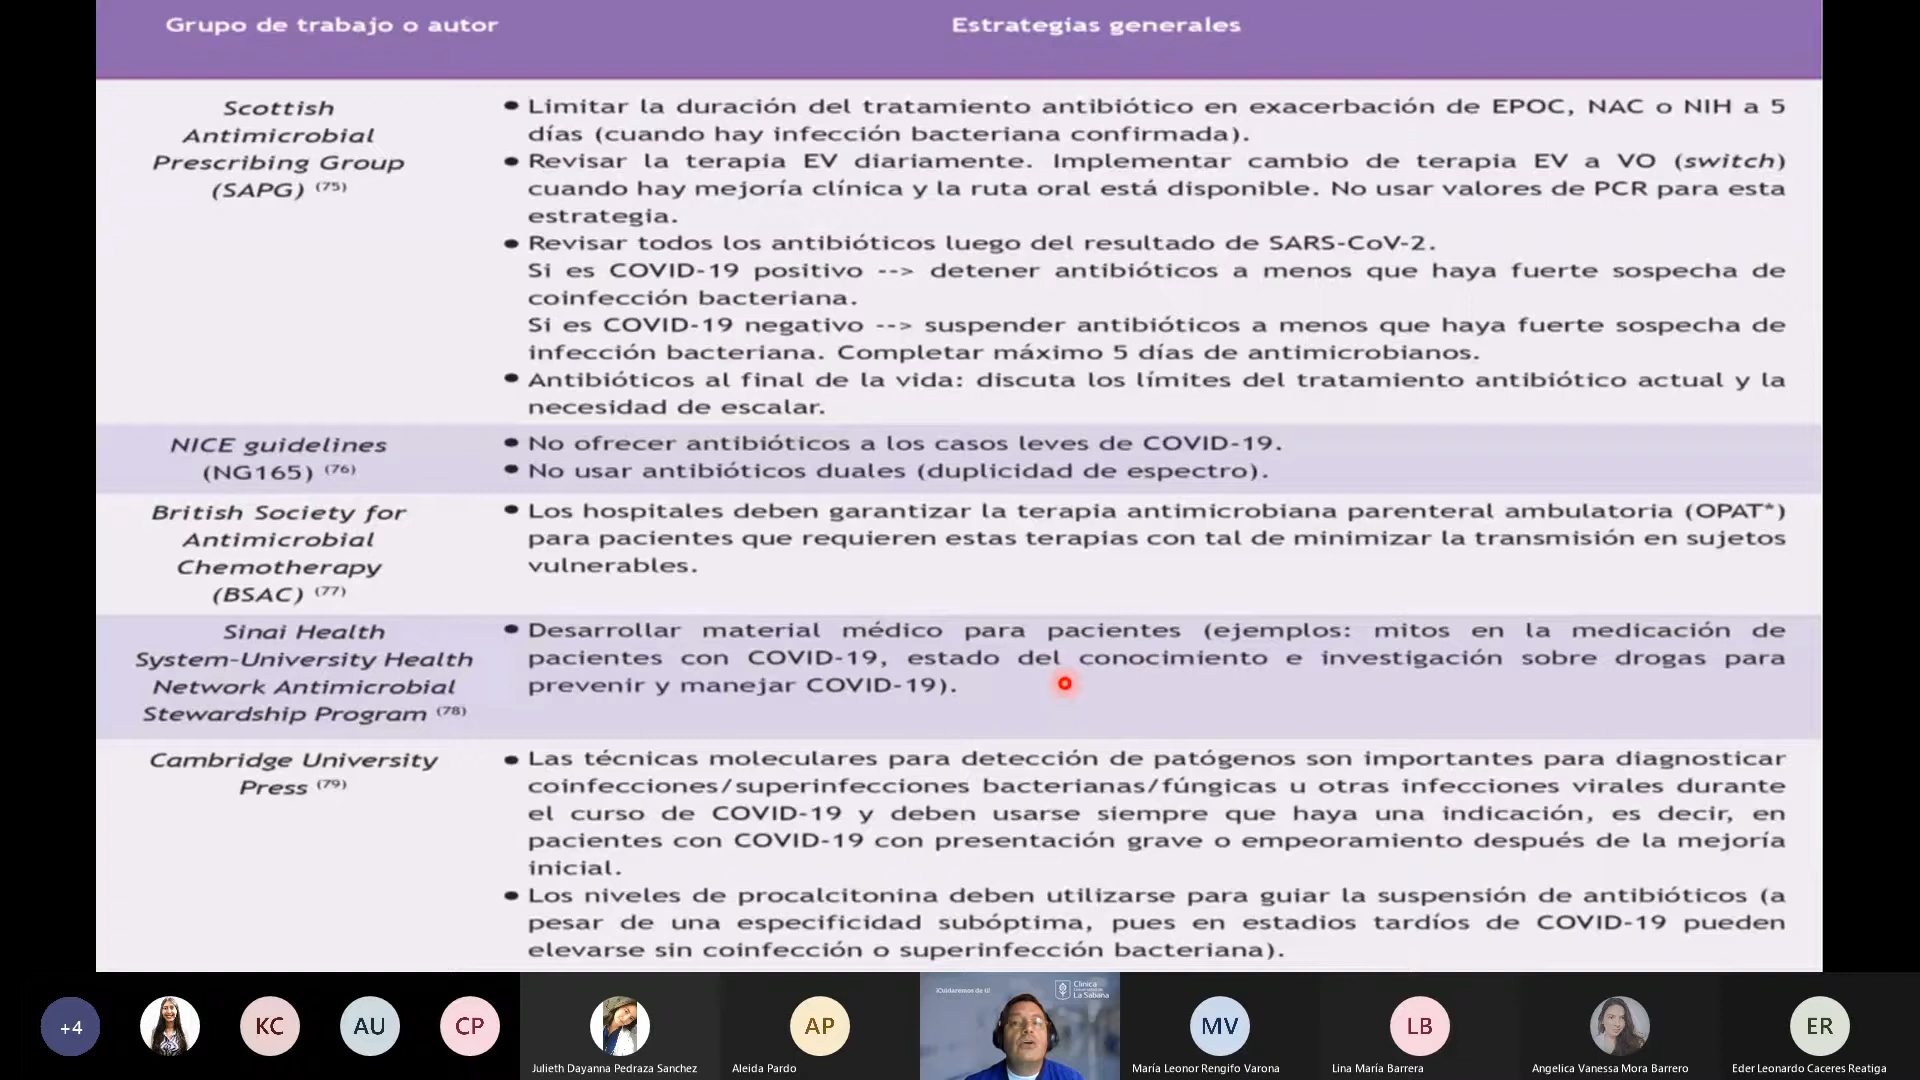 Grupo de trabajo o autor
Estrategias generales
Scottish
Antimicrobial
Prescribing Group
(SAPG) (75)
● Limitar la duración del tratamiento antibiótico en exacerbación de EPOC, NAC o NIH a 5
días (cuando hay infección bacteriana confirmada).
● Revisar la terapia EV diariamente. Implementar cambio de terapia EV a VO (switch)
cuando hay mejoría clínica y la ruta oral está disponible. No usar valores de PCR para esta
estrategia.
● Revisar todos los antibióticos luego del resultado de SARS-CoV-2.
Si es COVID-19 positivo --> detener antibióticos a menos que haya fuerte sospecha de
coinfección bacteriana.
Si es COVID-19 negativo --> suspender antibióticos a menos que haya fuerte sospecha de
infección bacteriana. Completar máximo 5 días de antimicrobianos.
● Antibióticos al final de la vida: discuta los límites del tratamiento antibiótico actual y la
necesidad de escalar.
NICE guidelines
(NG165) (76)
● No ofrecer antibióticos a los casos leves de COVID-19.
● No usar antibióticos duales (duplicidad de espectro).
British Society for
Antimicrobial
Chemotherapy
(BSAC) (77)
● Los hospitales deben garantizar la terapia antimicrobiana parenteral ambulatoria (OPAT*)
para pacientes que requieren estas terapias con tal de minimizar la transmisión en sujetos
vulnerables.
Sinai Health
System-University Health
Network Antimicrobial
Stewardship Program (78)
● Desarrollar material médico para pacientes (ejemplos: mitos en la medicación de
pacientes con COVID-19, estado del conocimiento e investigación sobre drogas para
prevenir y manejar COVID-19).
Cambridge University
Press (79)
● Las técnicas moleculares para detección de patógenos son importantes para diagnosticar
coinfecciones/superinfecciones bacterianas/fúngicas u otras infecciones virales durante
el curso de COVID-19 y deben usarse siempre que haya una indicación, es decir, en
pacientes con COVID-19 con presentación grave o empeoramiento después de la mejoría
inicial.
● Los niveles de procalcitonina deben utilizarse para guiar la suspensión de antibióticos (a
pesar de una especificidad subóptima, pues en estadios tardíos de COVID-19 pueden
elevarse sin coinfección o superinfección bacteriana).
+4
KC
AU
CP
Julieth Dayanna Pedraza Sanchez
AP
Aleida Pardo
¡Cuidaremos de ti!
Clínica
La Sabana
MV
María Leonor Rengifo Varona
LB
Lina María Barrera
Angelica Vanessa Mora Barrero
ER
Eder Leonardo Caceres Reatiga